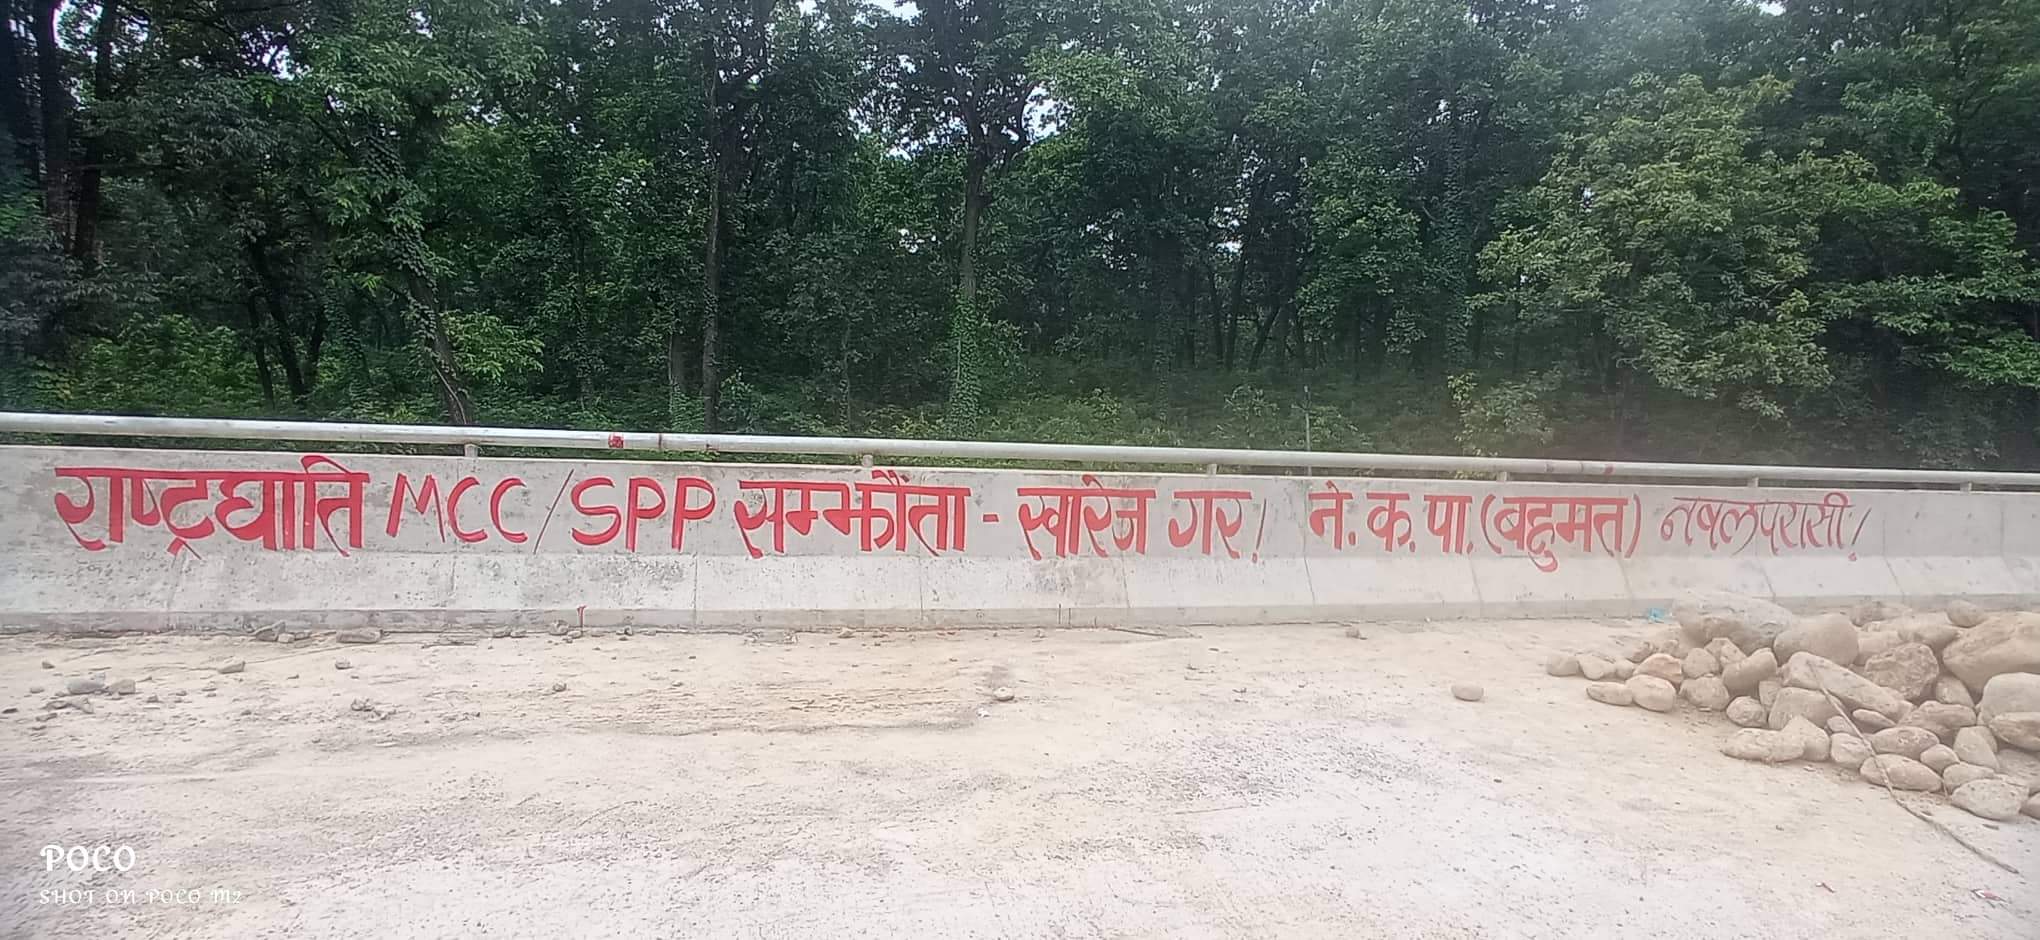 राष्ट्रघाति MCC/SPP सम्झौता - खारेज गर! ने.क.पा.(बहुमत) नवलपरासी!
POCO
SHOT ON POCO M2